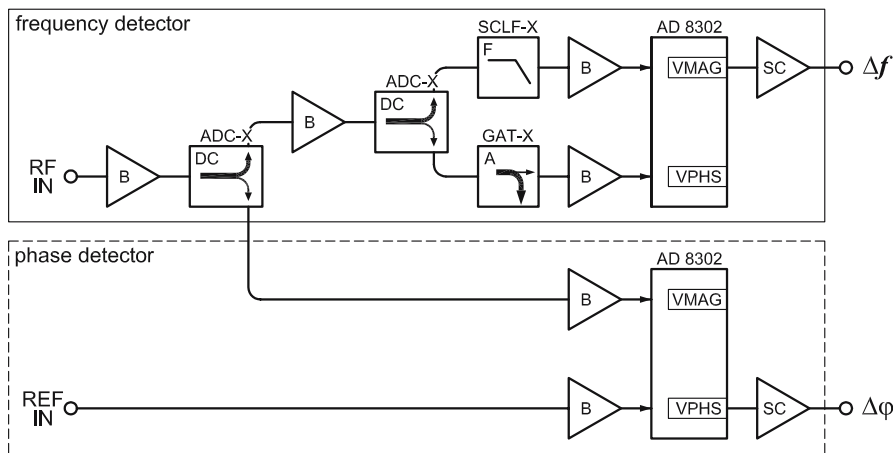 frequency detector
SCLF-X
AD 8302
F
B
VMAG
SC
Δf
ADC-X
DC
B
ADC-X
DC
GAT-X
A
B
VPHS
RF
IN
B
phase detector
AD 8302
B
VMAG
REF
IN
B
VPHS
SC
Δφ